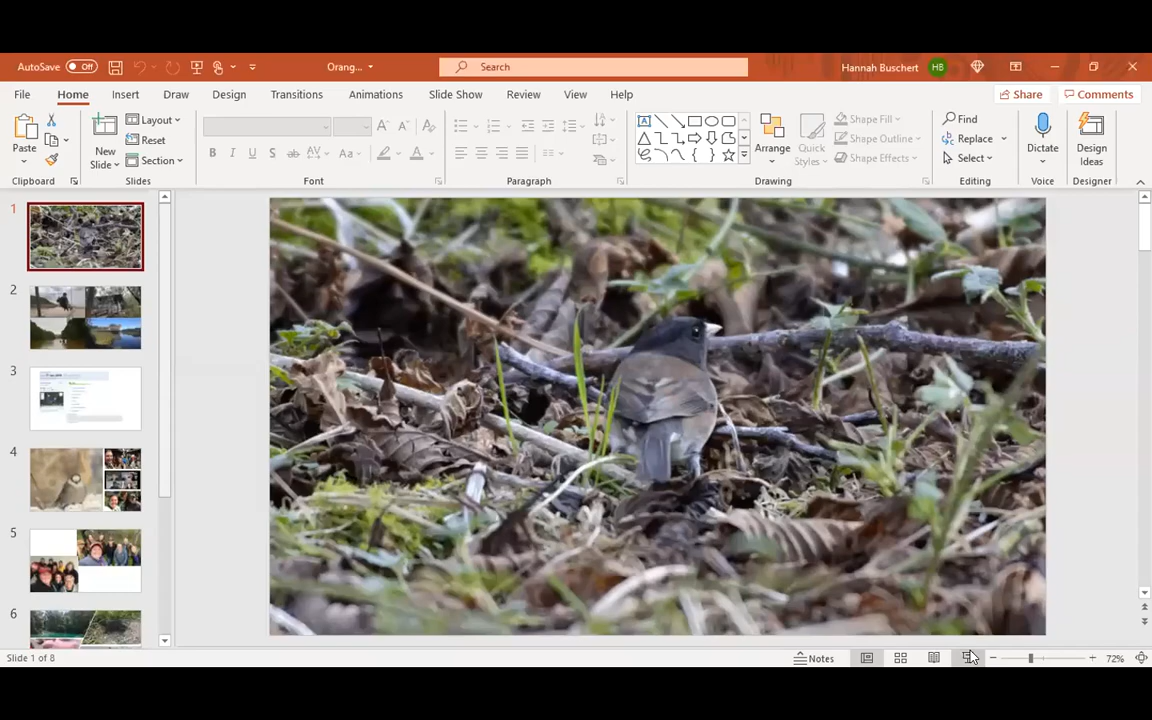 AutoSave Off Orang... Search Hannah Buschert HB
File Home Insert Draw Design Transitions Animations Slide Show Review View Help Share Comments
Paste
New Slide
Layout
Reset
Section
B I U S ab AV Aa A
Arrange
Quick Styles
Shape Fill
Shape Outline
Shape Effects
Find
Replace
Select
Dictate
Design Ideas
Clipboard Slides Font Paragraph Drawing Editing Voice Designer
1
2
3
4
5
6
Slide 1 of 8 Notes 72%